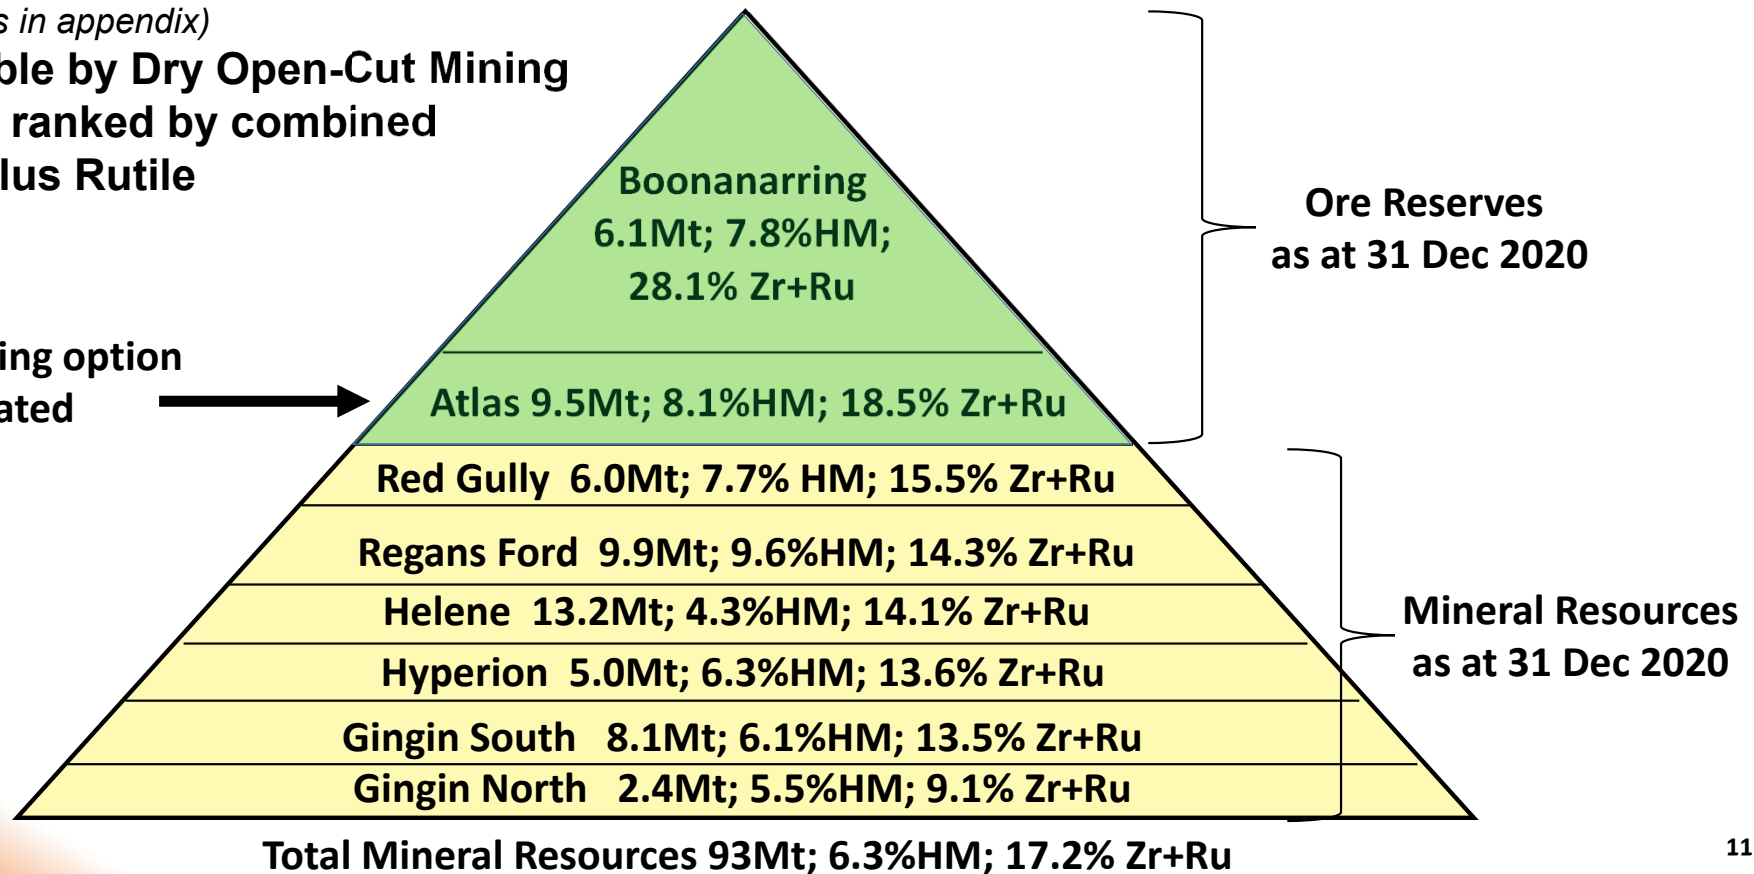 s in appendix)
ble by Dry Open-Cut Mining
ranked by combined
lus Rutile
Boonanarring
6.1Mt; 7.8%HM;
28.1% Zr+Ru
Ore Reserves
as at 31 Dec 2020
ing option
ated
Atlas 9.5Mt; 8.1%HM; 18.5% Zr+Ru
Red Gully 6.0Mt; 7.7% HM; 15.5% Zr+Ru
Regans Ford 9.9Mt; 9.6%HM; 14.3% Zr+Ru
Helene 13.2Mt; 4.3%HM; 14.1% Zr+Ru
Hyperion 5.0Mt; 6.3%HM; 13.6% Zr+Ru
Gingin South 8.1Mt; 6.1%HM; 13.5% Zr+Ru
Gingin North 2.4Mt; 5.5%HM; 9.1% Zr+Ru
Mineral Resources
as at 31 Dec 2020
Total Mineral Resources 93Mt; 6.3%HM; 17.2% Zr+Ru
11